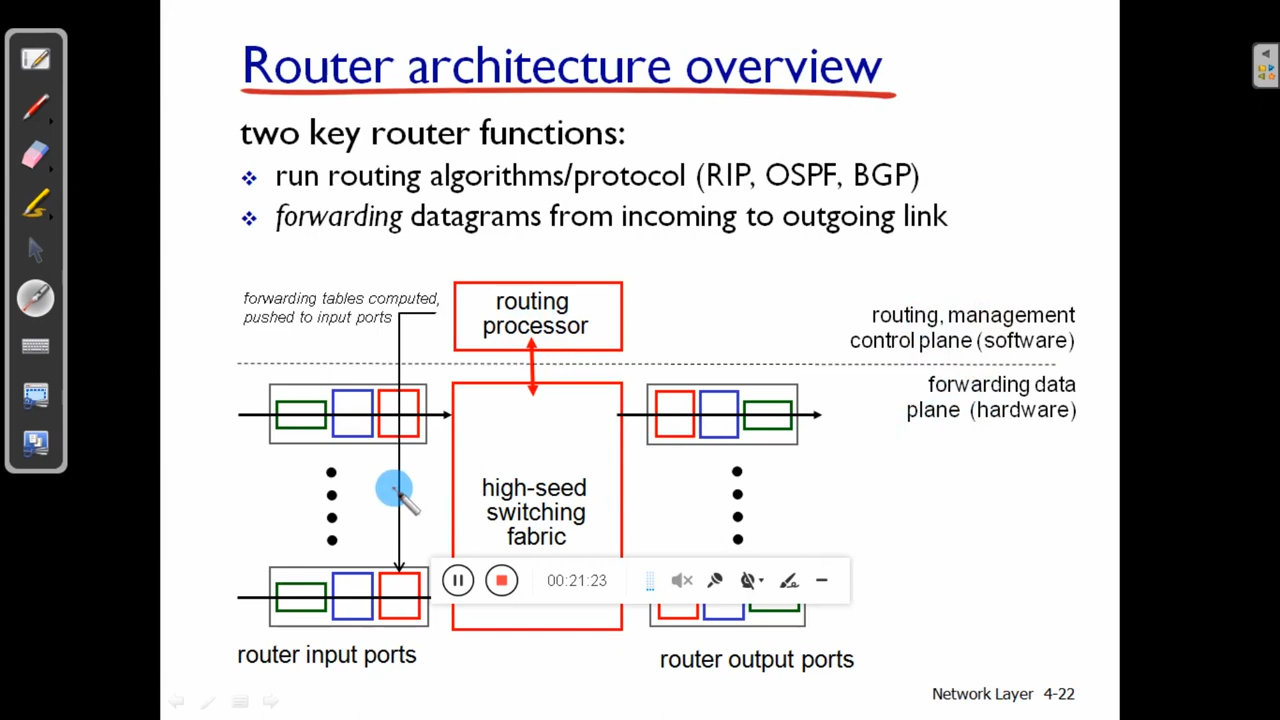 Router architecture overview
two key router functions:
run routing algorithms/protocol (RIP, OSPF, BGP)
forwarding datagrams from incoming to outgoing link
forwarding tables computed,
pushed to input ports
routing
processor
routing, management
control plane (software)
forwarding data
plane (hardware)
high-seed
switching
fabric
00:21:23
router input ports
router output ports
Network Layer 4-22